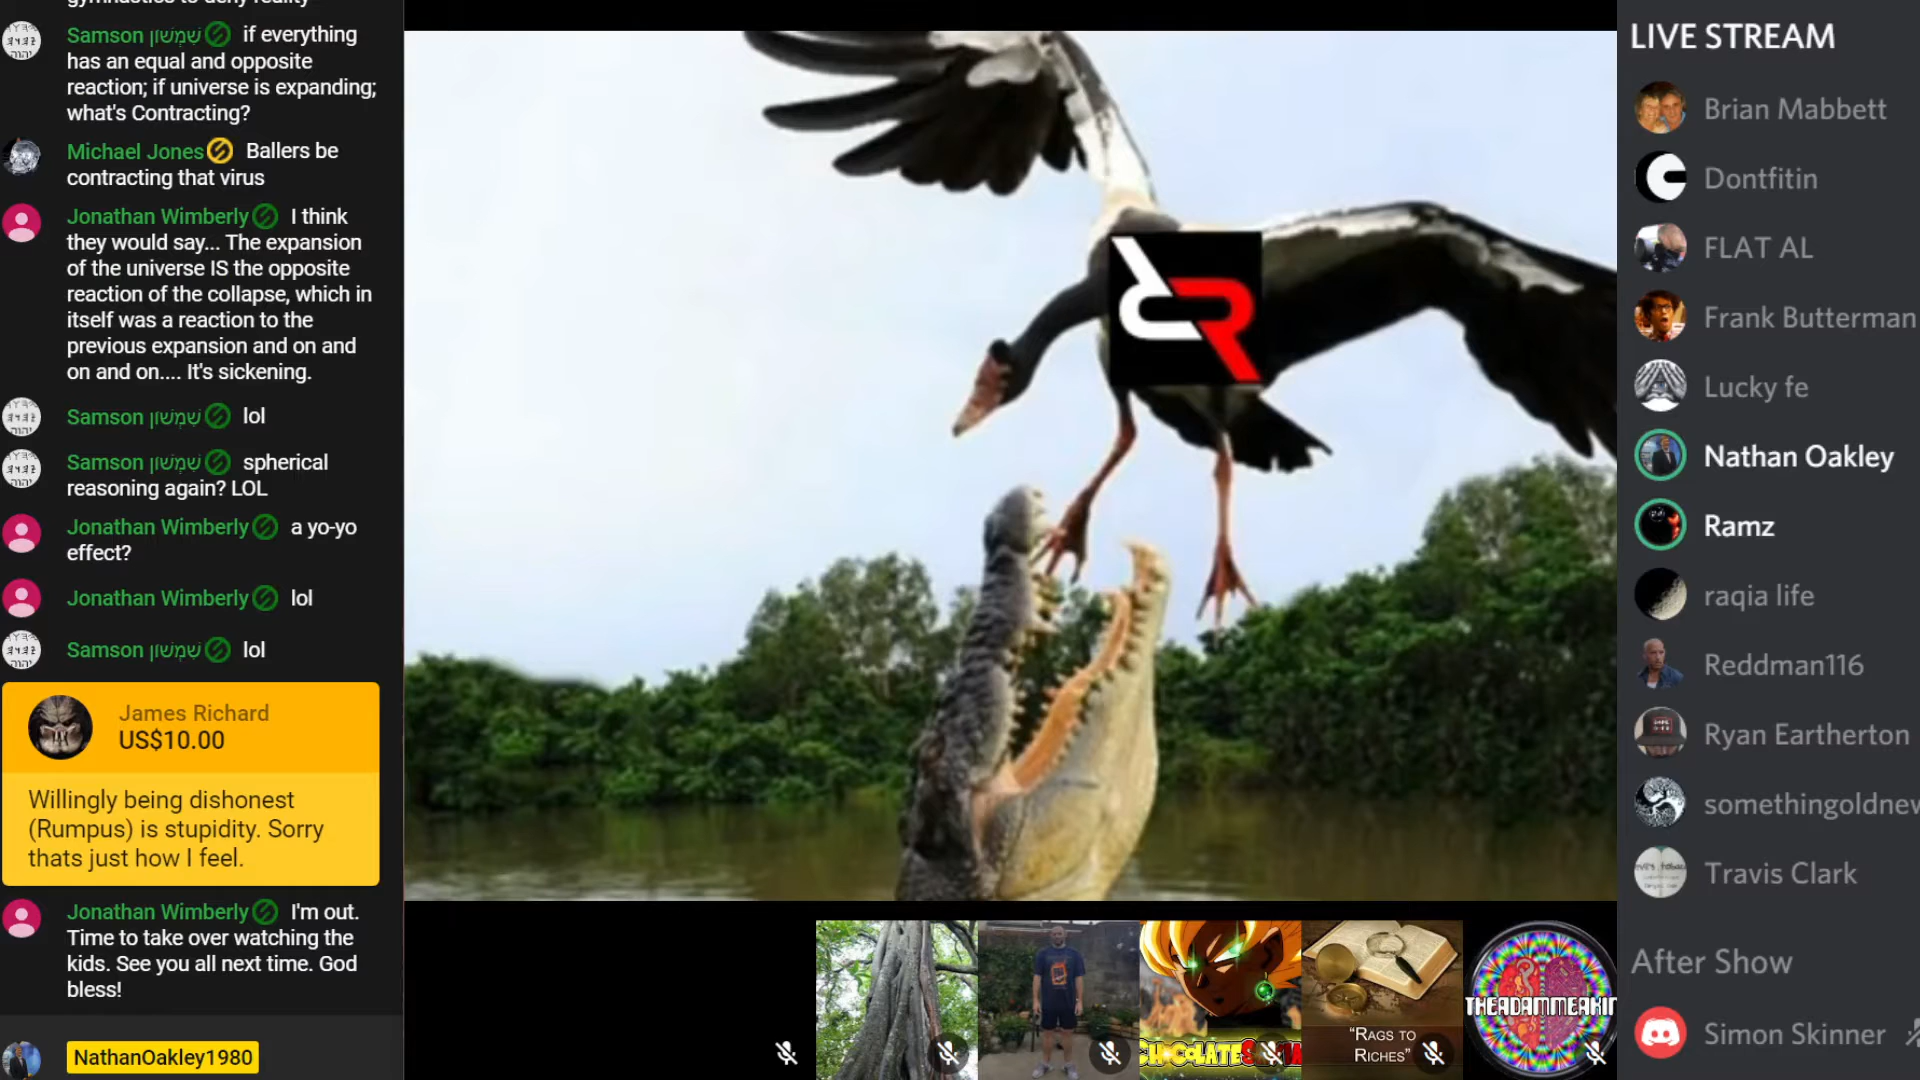 gymnastics to deny reality
Samson שִׁמְשׁוֹן if everything
has an equal and opposite
reaction; if universe is expanding;
what's Contracting?
Michael Jones Ballers be
contracting that virus
Jonathan Wimberly I think
they would say... The expansion
of the universe IS the opposite
reaction of the collapse, which in
itself was a reaction to the
previous expansion and on and
on and on.... It's sickening.
Samson שִׁמְשׁוֹן lol
Samson שִׁמְשׁוֹן spherical
reasoning again? LOL
Jonathan Wimberly a yo-yo
effect?
Jonathan Wimberly lol
Samson שִׁמְשׁוֹן lol
James Richard
US$10.00
Willingly being dishonest
(Rumpus) is stupidity. Sorry
thats just how I feel.
Jonathan Wimberly I'm out.
Time to take over watching the
kids. See you all next time. God
bless!
NathanOakley1980
R
"RAGS TO
RICHES"
LIVE STREAM
Brian Mabbett
Dontfitin
FLAT AL
Frank Butterman
Lucky fe
Nathan Oakley
Ramz
raqia life
Reddman116
Ryan Eartherton
somethingoldnew
Travis Clark
After Show
Simon Skinner